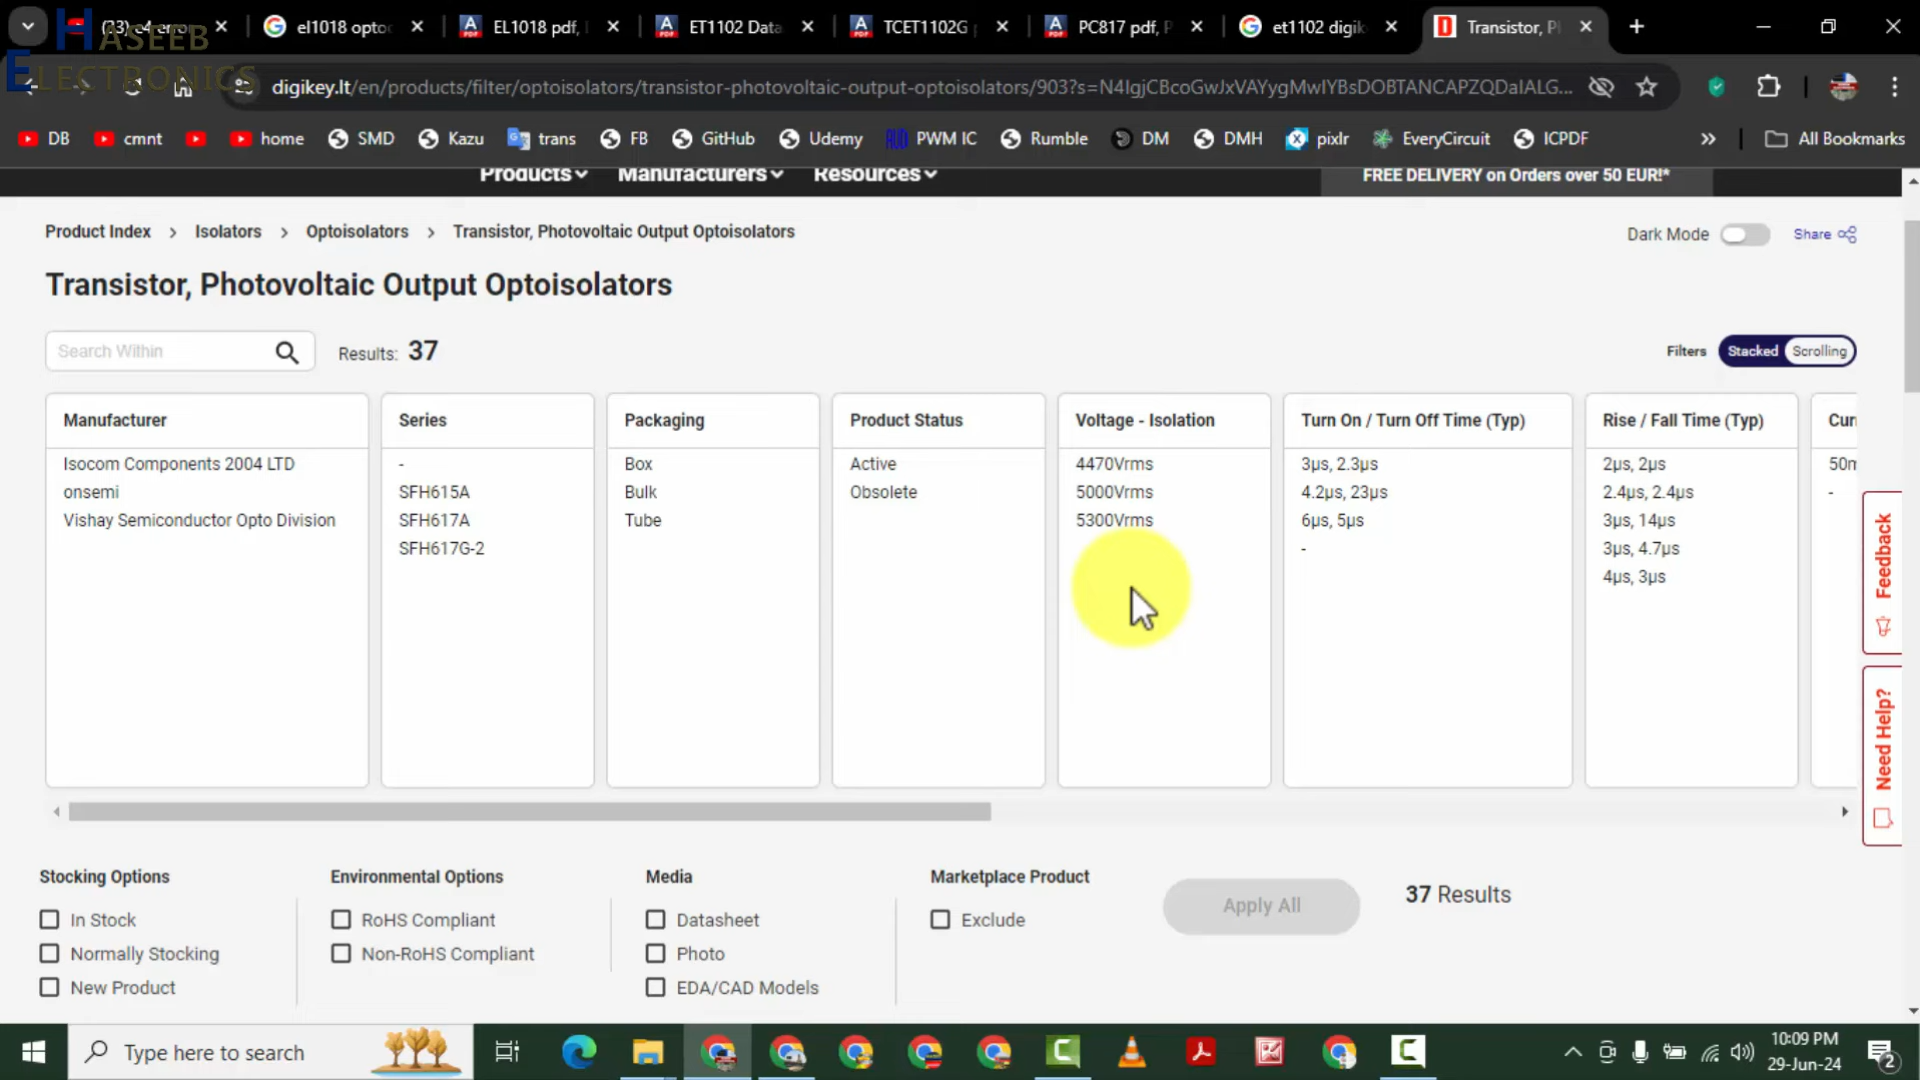 (23) e4 erro
el1018 opto
EL1018 pdf,
ET1102 Data
TCET1102G
PC817 pdf, P
et1102 digik
Transistor, P
HASEEB
ELECTRONICS
digikey.lt/en/products/filter/optoisolators/transistor-photovoltaic-output-optoisolators/903?s=N4IgjCBcoGwJxVAYygMwIYBsDOBTANCAPZQDaIALG...
DB
cmnt
home
SMD
Kazu
trans
FB
GitHub
Udemy
PWM IC
Rumble
DM
DMH
pixlr
EveryCircuit
ICPDF
All Bookmarks
Products
Manufacturers
Resources
FREE DELIVERY on Orders over 50 EUR!*
Product Index > Isolators > Optoisolators > Transistor, Photovoltaic Output Optoisolators
Dark Mode
Share
Transistor, Photovoltaic Output Optoisolators
Search Within
Results: 37
Filters
Stacked
Scrolling
Manufacturer
Isocom Components 2004 LTD
onsemi
Vishay Semiconductor Opto Division
Series
-
SFH615A
SFH617A
SFH617G-2
Packaging
Box
Bulk
Tube
Product Status
Active
Obsolete
Voltage - Isolation
4470Vrms
5000Vrms
5300Vrms
Turn On / Turn Off Time (Typ)
3µs, 2.3µs
4.2µs, 23µs
6µs, 5µs
-
Rise / Fall Time (Typ)
2µs, 2µs
2.4µs, 2.4µs
3µs, 14µs
3µs, 4.7µs
4µs, 3µs
Curr
50m
-
Feedback
Need Help?
Stocking Options
In Stock
Normally Stocking
New Product
Environmental Options
RoHS Compliant
Non-RoHS Compliant
Media
Datasheet
Photo
EDA/CAD Models
Marketplace Product
Exclude
Apply All
37 Results
Type here to search
10:09 PM
29-Jun-24
2